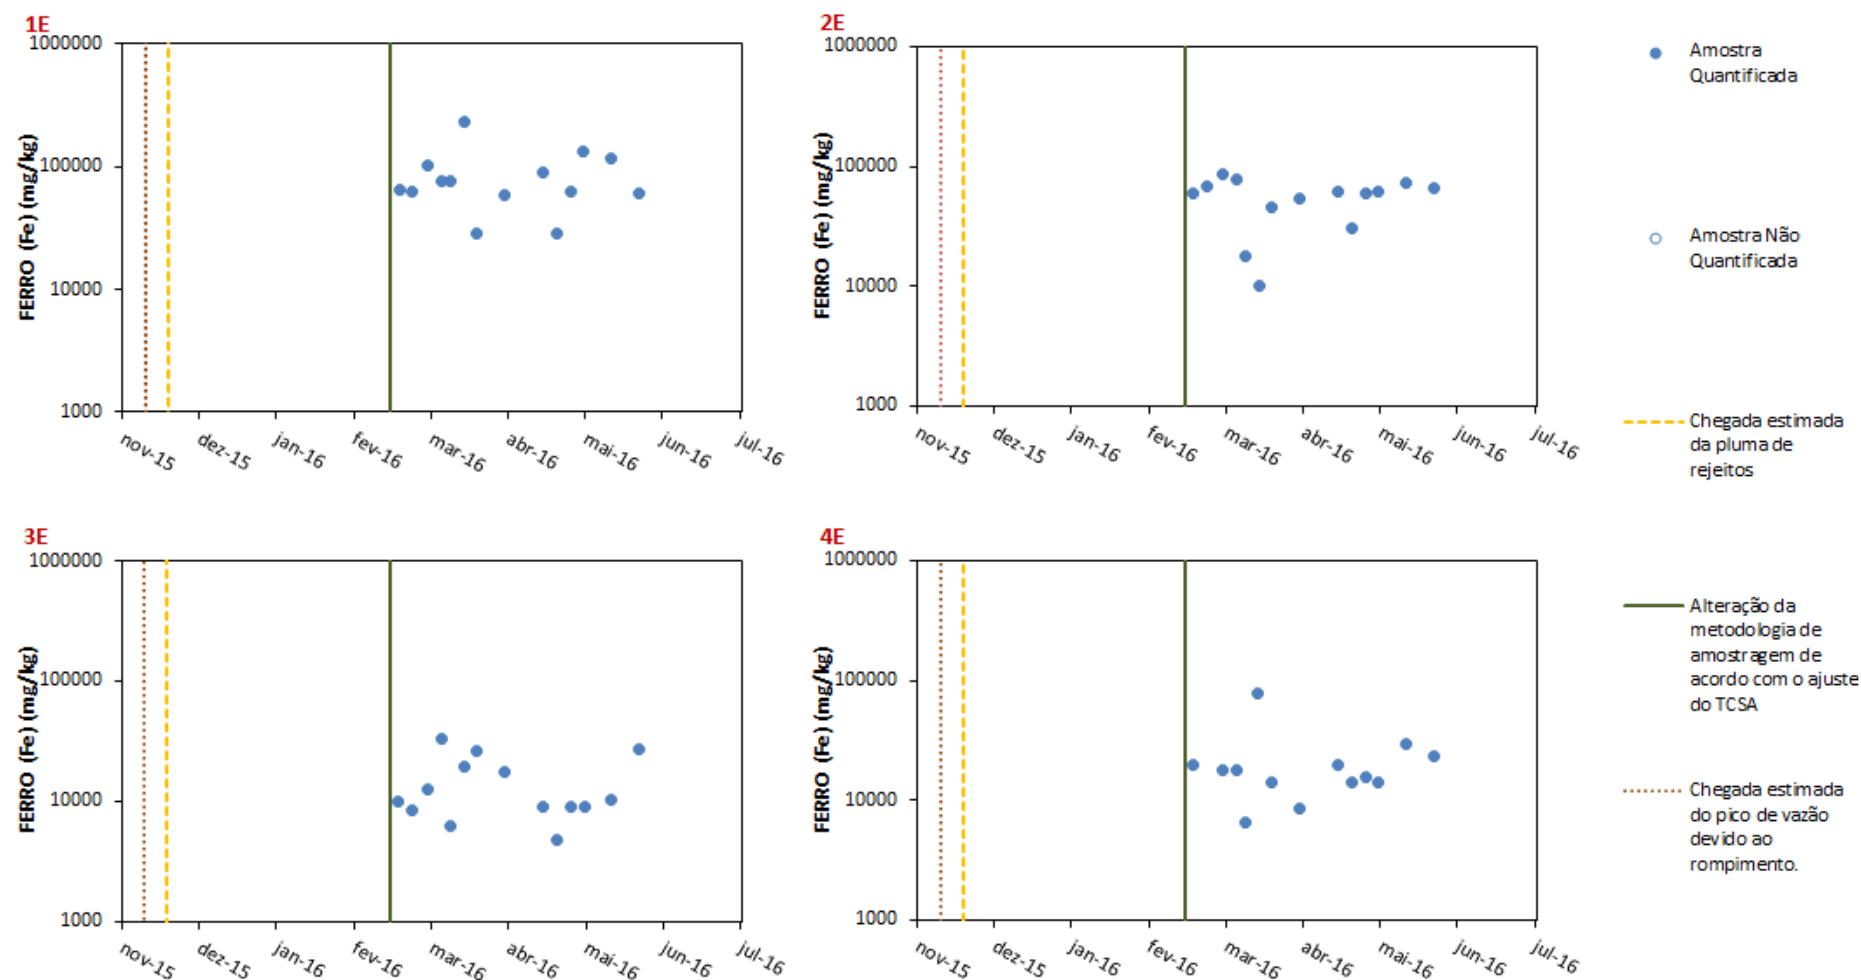 1E
1000000
100000
10000
1000
FERRO (Fe) (mg/kg)
nov-15
dez-15
jan-16
fev-16
mar-16
abr-16
mai-16
jun-16
jul-16
2E
1000000
100000
10000
1000
FERRO (Fe) (mg/kg)
nov-15
dez-15
jan-16
fev-16
mar-16
abr-16
mai-16
jun-16
jul-16
3E
1000000
100000
10000
1000
FERRO (Fe) (mg/kg)
nov-15
dez-15
jan-16
fev-16
mar-16
abr-16
mai-16
jun-16
jul-16
4E
1000000
100000
10000
1000
FERRO (Fe) (mg/kg)
nov-15
dez-15
jan-16
fev-16
mar-16
abr-16
mai-16
jun-16
jul-16
Amostra
Quantificada
Amostra Não
Quantificada
Chegada estimada
da pluma de
rejeitos
Alteração da
metodologia de
amostragem de
acordo com o ajuste
do TCSA
Chegada estimada
do pico de vazão
devido ao
rompimento.